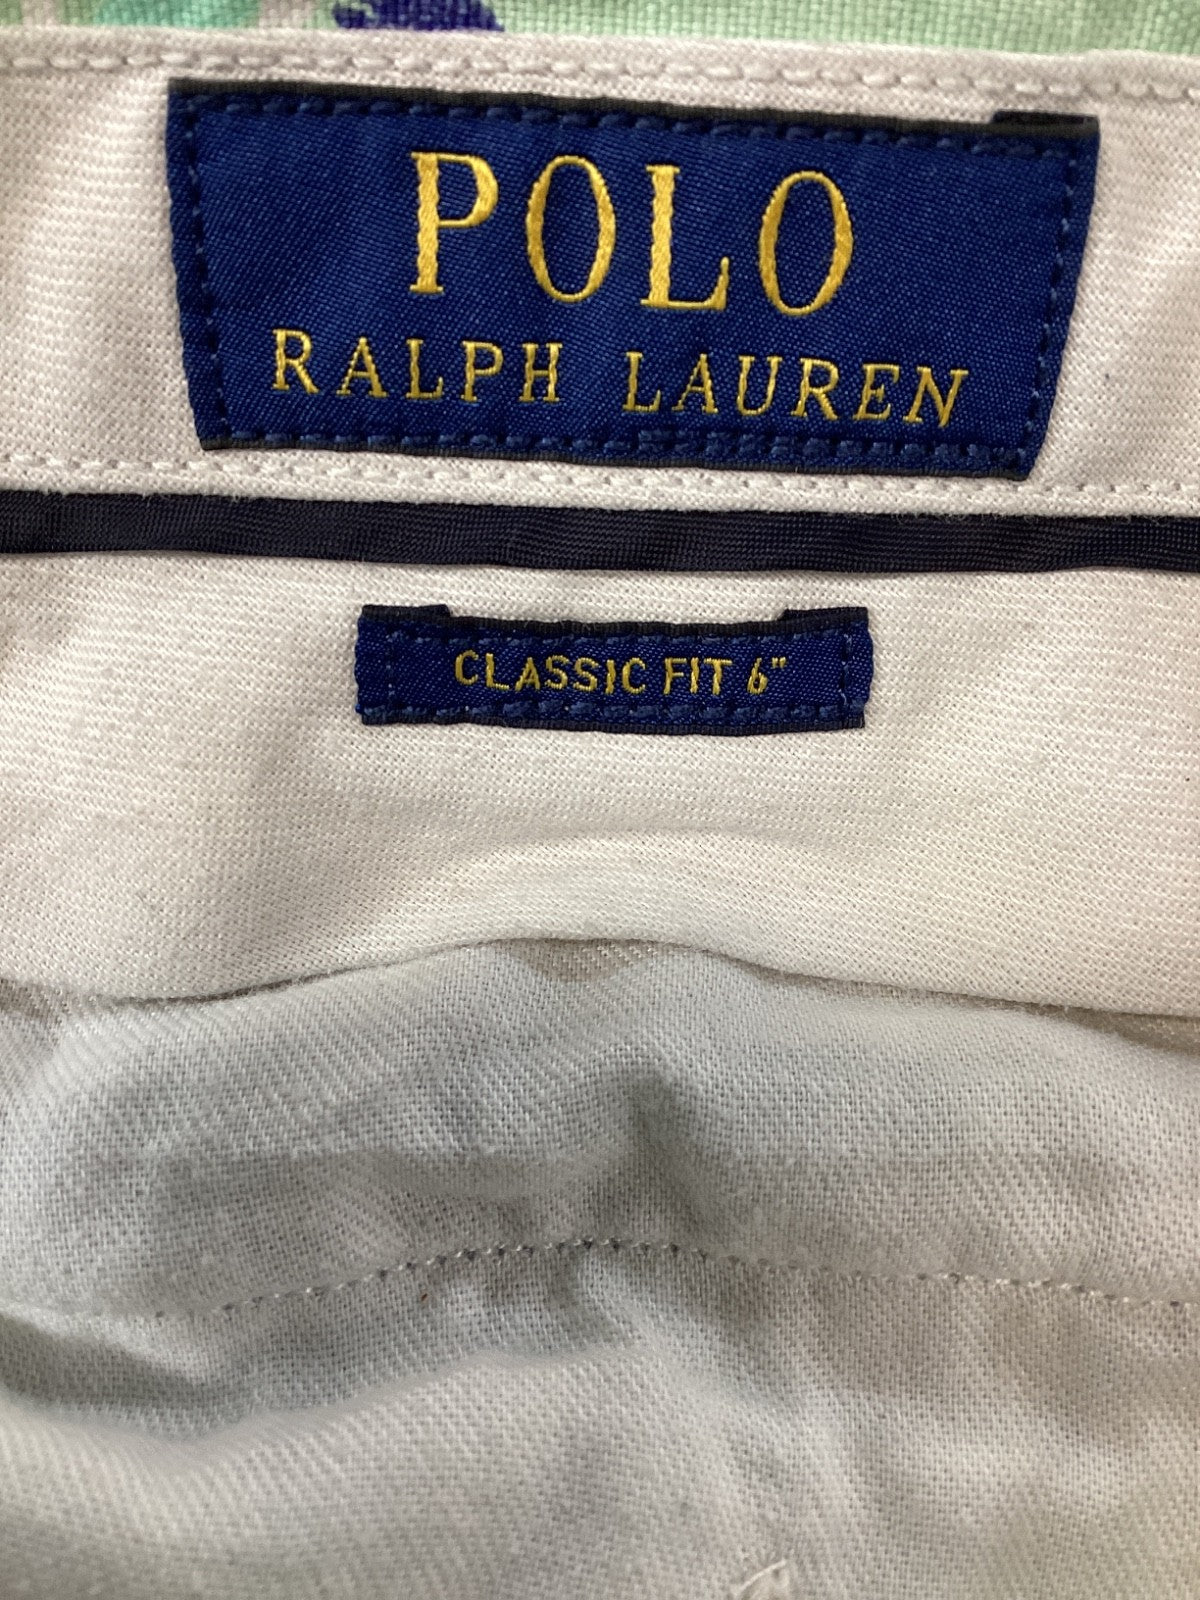 POLO
RALPH LAUREN
CLASSIC FIT 6"